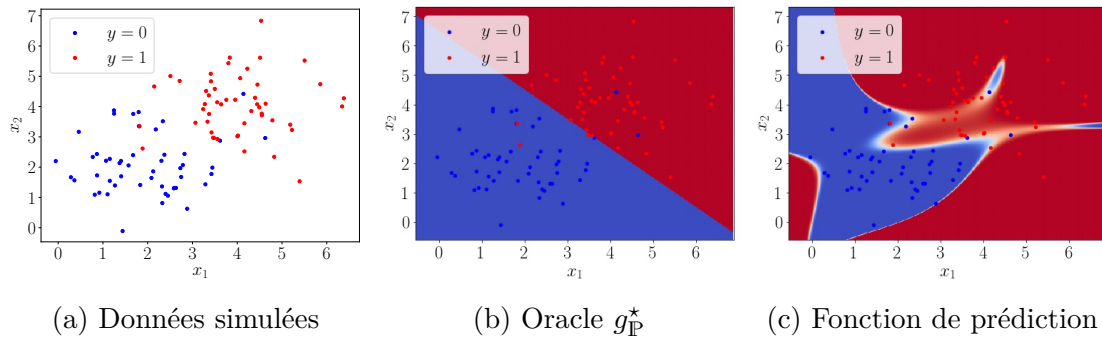 7
6
5
4
3
2
1
0
x₂
y = 0
y = 1
0 1 2 3 4 5 6
x₁
(a) Données simulées
7
6
5
4
3
2
1
0
x₂
y = 0
y = 1
0 1 2 3 4 5 6
x₁
(b) Oracle g_ℙ^⋆
7
6
5
4
3
2
1
0
x₂
y = 0
y = 1
0 1 2 3 4 5 6
x₁
(c) Fonction de prédiction